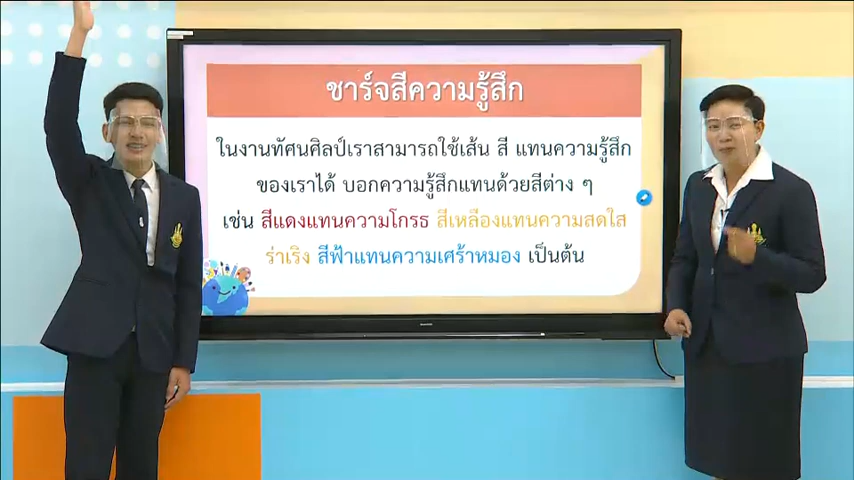 ชาร์จสีความรู้สึก
ในงานทัศนศิลป์เราสามารถใช้เส้น สี แทนความรู้สึก
ของเราได้ บอกความรู้สึกแทนด้วยสีต่าง ๆ
เช่น สีแดงแทนความโกรธ สีเหลืองแทนความสดใส
ร่าเริง สีฟ้าแทนความเศร้าหมอง เป็นต้น